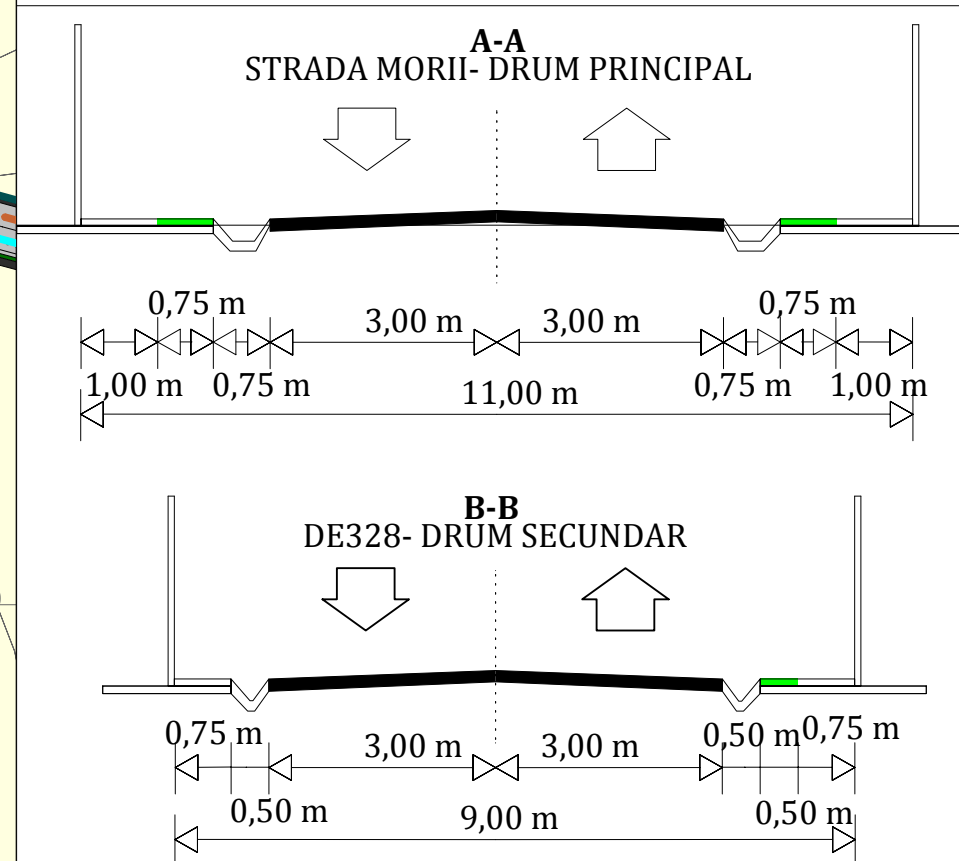 A-A
STRADA MORII- DRUM PRINCIPAL
0,75 m
3,00 m
3,00 m
0,75 m
1,00 m
0,75 m
11,00 m
0,75 m
1,00 m
B-B
DE328- DRUM SECUNDAR
0,75 m
3,00 m
3,00 m
0,50 m
0,75 m
0,50 m
9,00 m
0,50 m